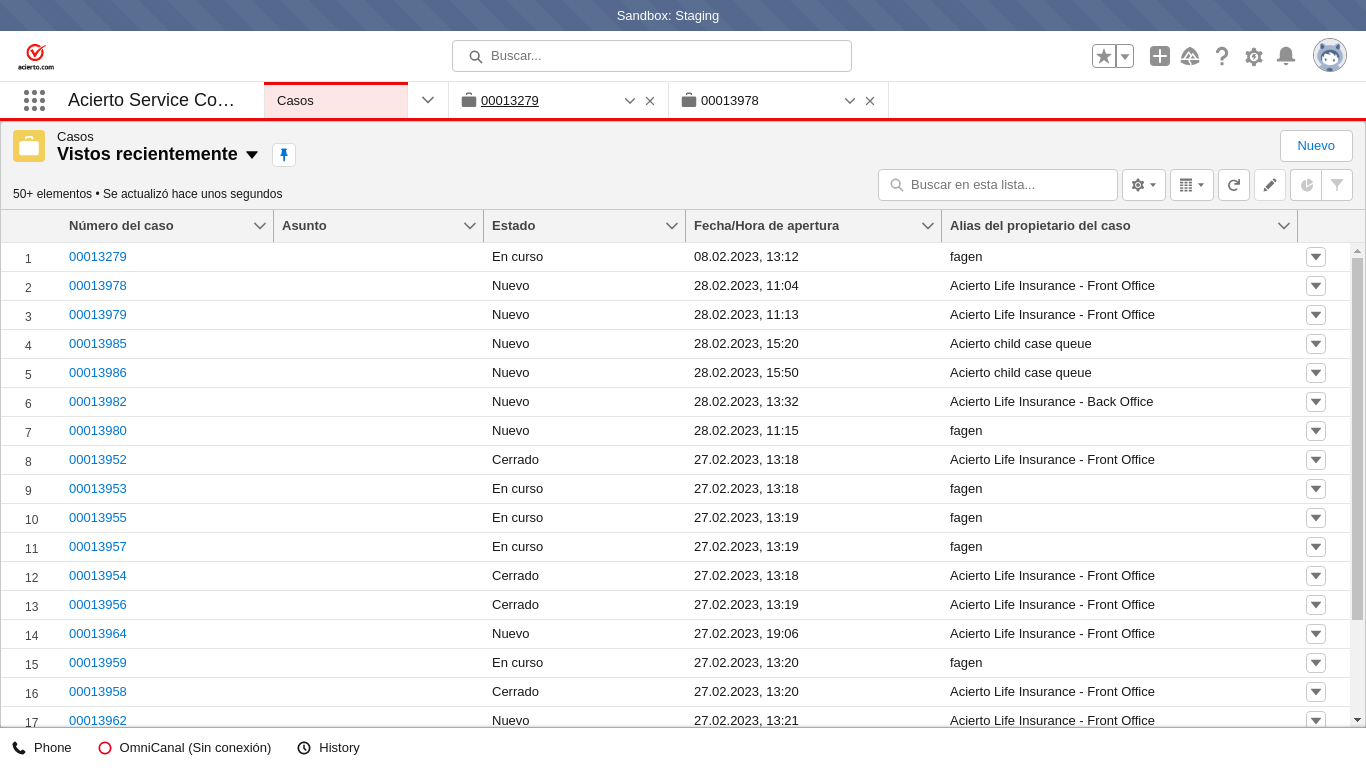 Sandbox: Staging
acierto.com
Buscar...
Acierto Service Co…
Casos
00013279
00013978
Casos
Vistos recientemente
Nuevo
50+ elementos • Se actualizó hace unos segundos
Buscar en esta lista...
Número del caso Asunto Estado Fecha/Hora de apertura Alias del propietario del caso
1 00013279 En curso 08.02.2023, 13:12 fagen
2 00013978 Nuevo 28.02.2023, 11:04 Acierto Life Insurance - Front Office
3 00013979 Nuevo 28.02.2023, 11:13 Acierto Life Insurance - Front Office
4 00013985 Nuevo 28.02.2023, 15:20 Acierto child case queue
5 00013986 Nuevo 28.02.2023, 15:50 Acierto child case queue
6 00013982 Nuevo 28.02.2023, 13:32 Acierto Life Insurance - Back Office
7 00013980 Nuevo 28.02.2023, 11:15 fagen
8 00013952 Cerrado 27.02.2023, 13:18 Acierto Life Insurance - Front Office
9 00013953 En curso 27.02.2023, 13:18 fagen
10 00013955 En curso 27.02.2023, 13:19 fagen
11 00013957 En curso 27.02.2023, 13:19 fagen
12 00013954 Cerrado 27.02.2023, 13:18 Acierto Life Insurance - Front Office
13 00013956 Cerrado 27.02.2023, 13:19 Acierto Life Insurance - Front Office
14 00013964 Nuevo 27.02.2023, 19:06 Acierto Life Insurance - Front Office
15 00013959 En curso 27.02.2023, 13:20 fagen
16 00013958 Cerrado 27.02.2023, 13:20 Acierto Life Insurance - Front Office
17 00013962 Nuevo 27.02.2023, 13:21 Acierto Life Insurance - Front Office
Phone OmniCanal (Sin conexión) History